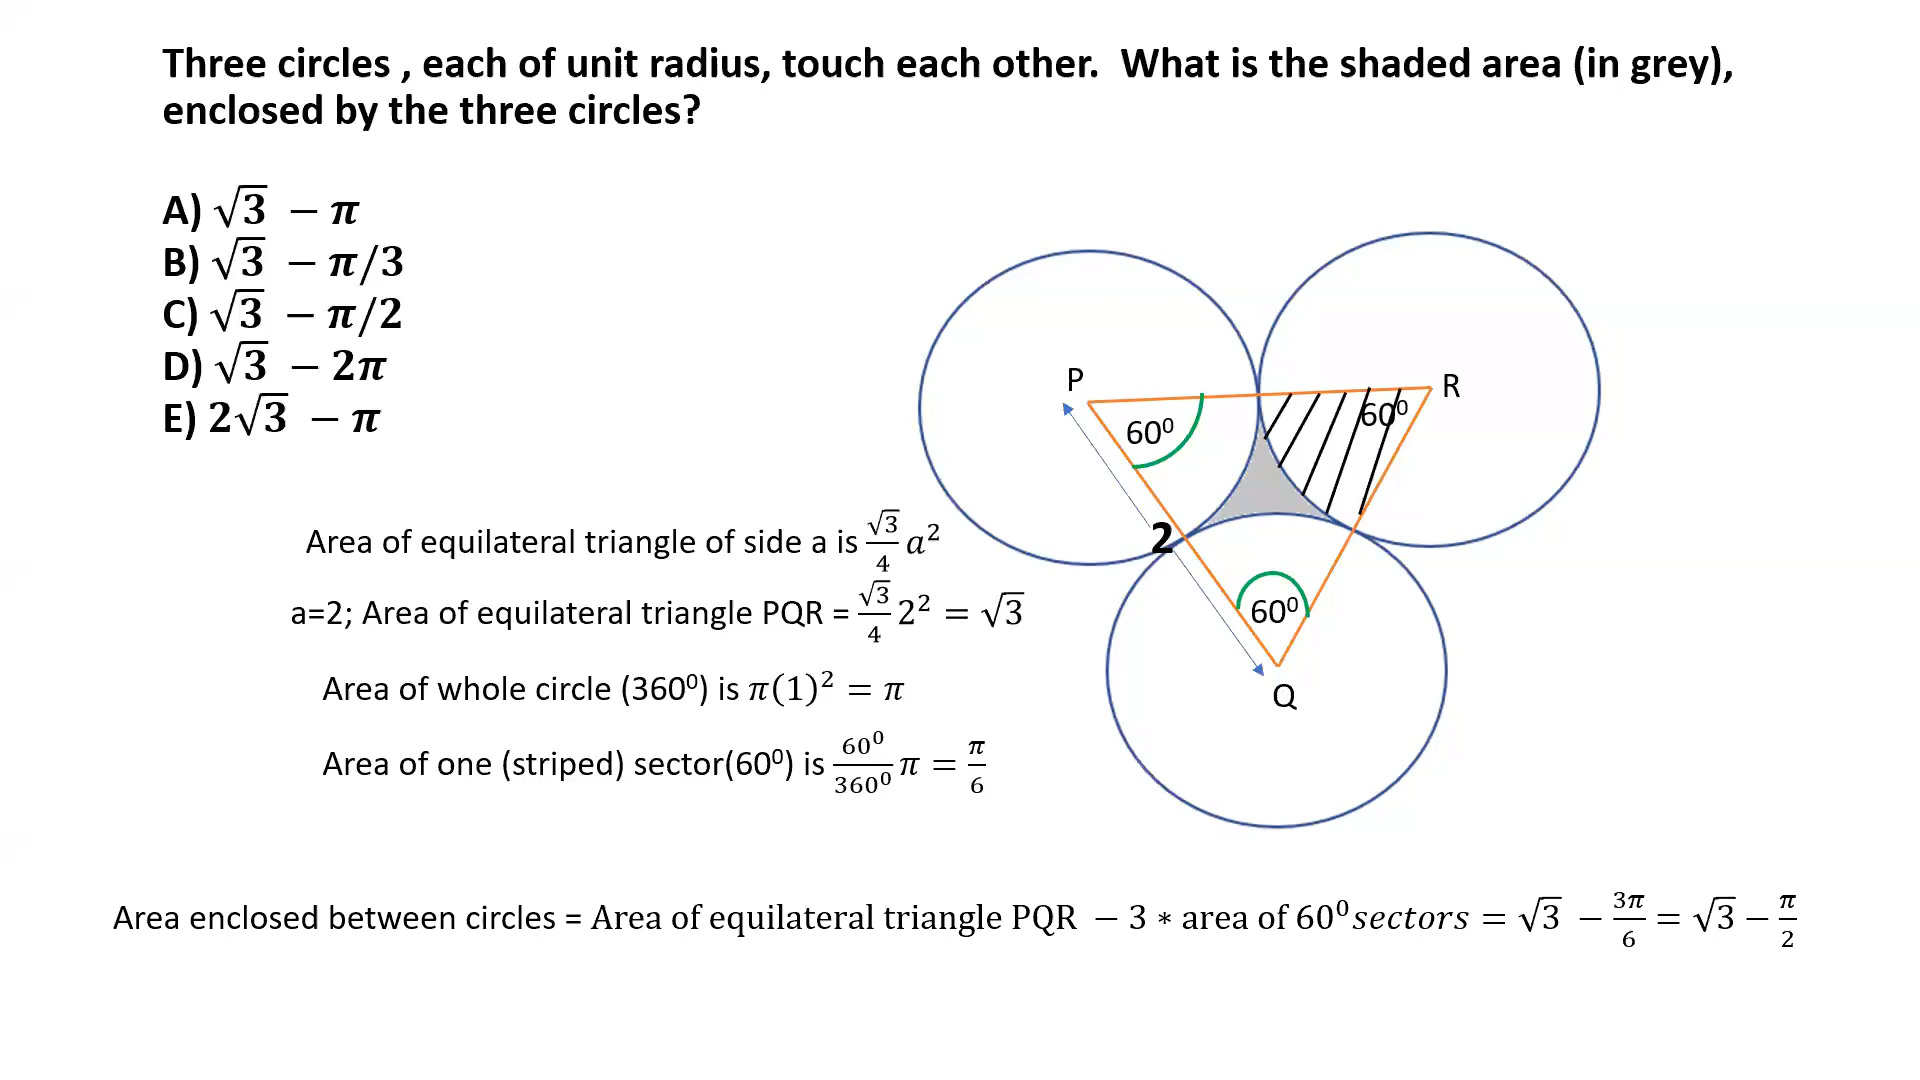 Three circles , each of unit radius, touch each other.  What is the shaded area (in grey),
enclosed by the three circles?
A) √3 − π
B) √3 − π/3
C) √3 − π/2
D) √3 − 2π
E) 2√3 − π
P
R
60⁰
60⁰
2
60⁰
Q
Area of equilateral triangle of side a is √3/4 a²
a=2; Area of equilateral triangle PQR = √3/4 2² = √3
Area of whole circle (360⁰) is π(1)² = π
Area of one (striped) sector(60⁰) is 60⁰/360⁰ π = π/6
Area enclosed between circles = Area of equilateral triangle PQR − 3 ∗ area of 60⁰ sectors = √3 − 3π/6 = √3 − π/2